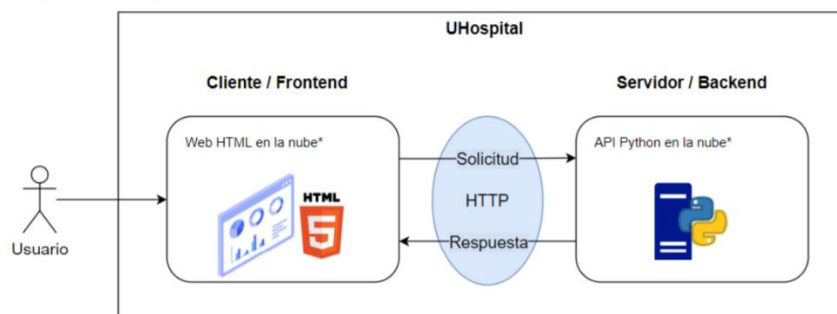 UHospital
Cliente / Frontend
Servidor / Backend
Web HTML en la nube*
API Python en la nube*
Solicitud
HTML
5
HTTP
Usuario
Respuesta